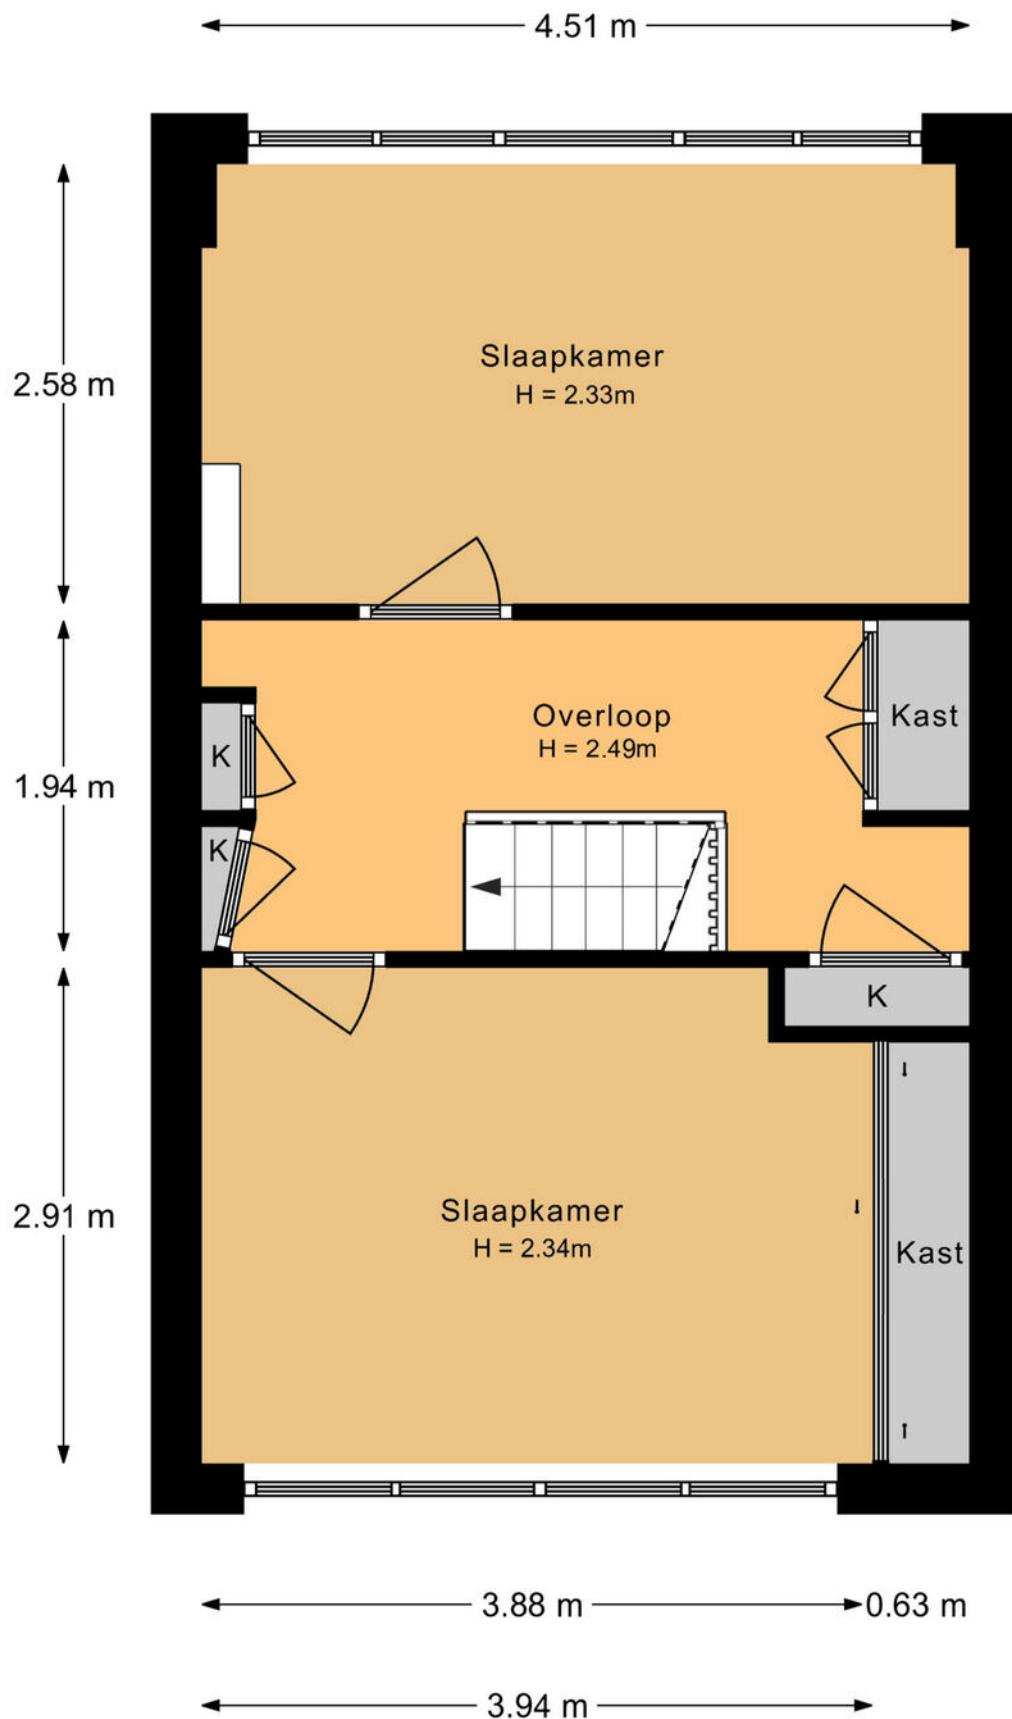 4.51 m
Slaapkamer
H = 2.33m
2.58 m
Overloop
H = 2.49m
Kast
K
1.94 m
K
K
Slaapkamer
H = 2.34m
2.91 m
Kast
3.88 m
0.63 m
3.94 m